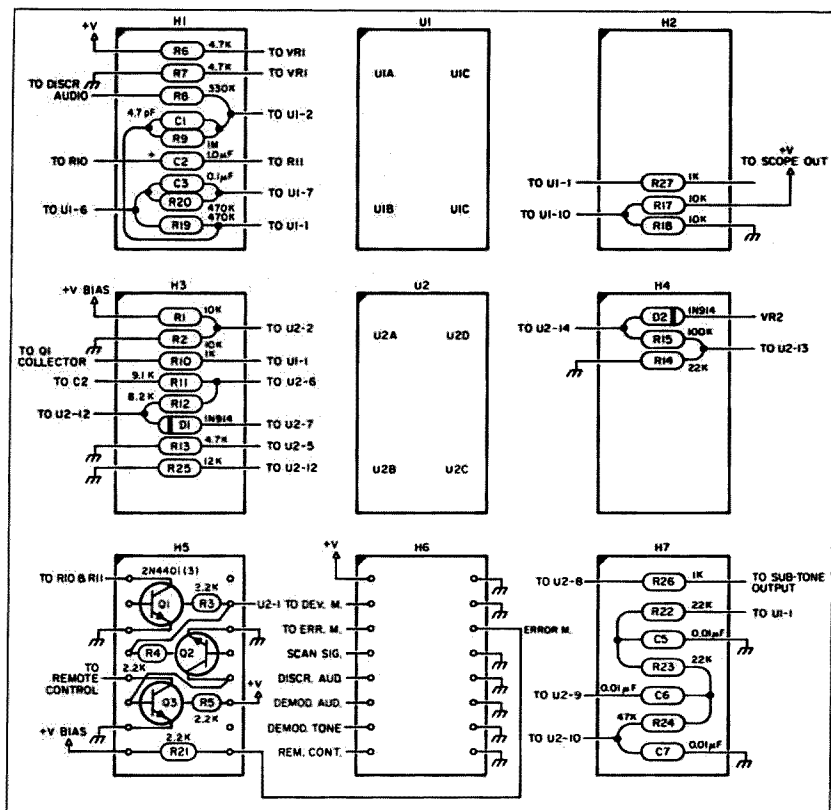 H1
+V
R6
4.7K
TO VR1
R7
4.7K
TO VR1
TO DISCR
AUDIO
R8
330K
TO U1-2
4.7pF
C1
R9
1M
TO R10
+
C2
1.0µF
TO R11
C3
0.1µF
TO U1-7
R20
470K
TO U1-6
R19
470K
TO U1-1
U1
U1A
U1C
U1B
U1C
H2
+V
TO SCOPE OUT
TO U1-1
R27
1K
TO U1-10
R17
10K
R18
10K
H3
+V BIAS
R1
10K
TO U2-2
R2
10K
TO Q1
COLLECTOR
R10
1K
TO U1-1
TO C2
9.1K
R11
TO U2-6
8.2K
R12
TO U2-12
D1
1N914
TO U2-7
R13
4.7K
TO U2-5
R25
12K
TO U2-12
U2
U2A
U2D
U2B
U2C
H4
D2
1N914
VR2
TO U2-14
R15
100K
TO U2-13
R14
22K
H5
2N4401(3)
TO R10 & R11
2.2K
Q1
R3
R4
Q2
2.2K
TO
REMOTE
CONTROL
Q3
R5
+V
2.2K
+V BIAS
2.2K
R21
H6
+V
U2-1 TO DEV. M.
TO ERR. M.
ERROR M.
SCAN SIG.
DISCR. AUD
DEMOD. AUD.
DEMOD. TONE
REM. CONT.
H7
TO U2-8
R26
1K
TO SUB-TONE
OUTPUT
R22
22K
TO U1-1
C5
0.01µF
R23
22K
TO U2-9
0.01µF
C6
47K
R24
TO U2-10
C7
0.01µF